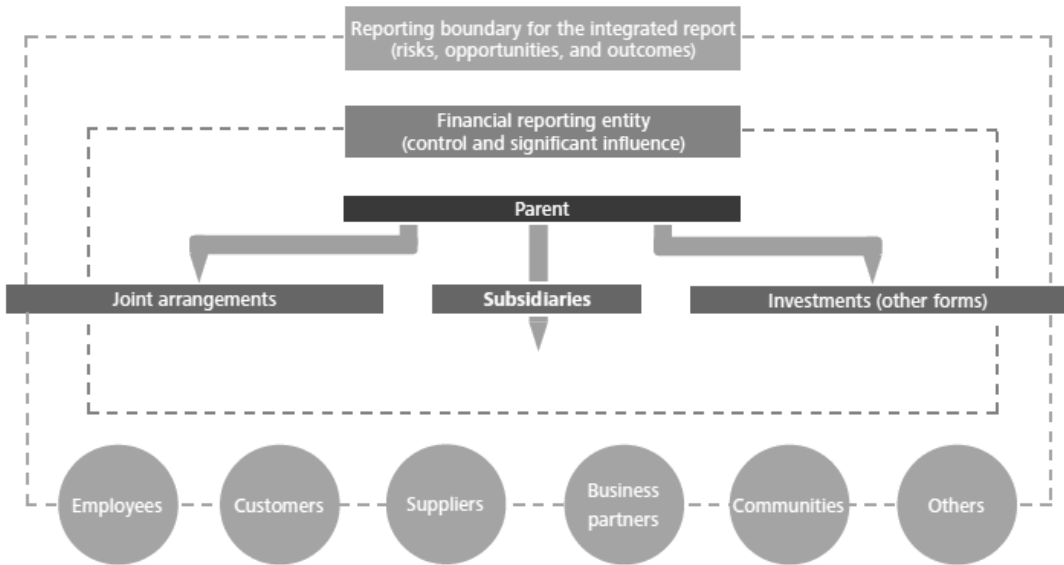 Reporting boundary for the integrated report
(risks, opportunities, and outcomes)
Financial reporting entity
(control and significant influence)
Parent
Joint arrangements
Subsidiaries
Investments (other forms)
Employees
Customers
Suppliers
Business
partners
Communities
Others